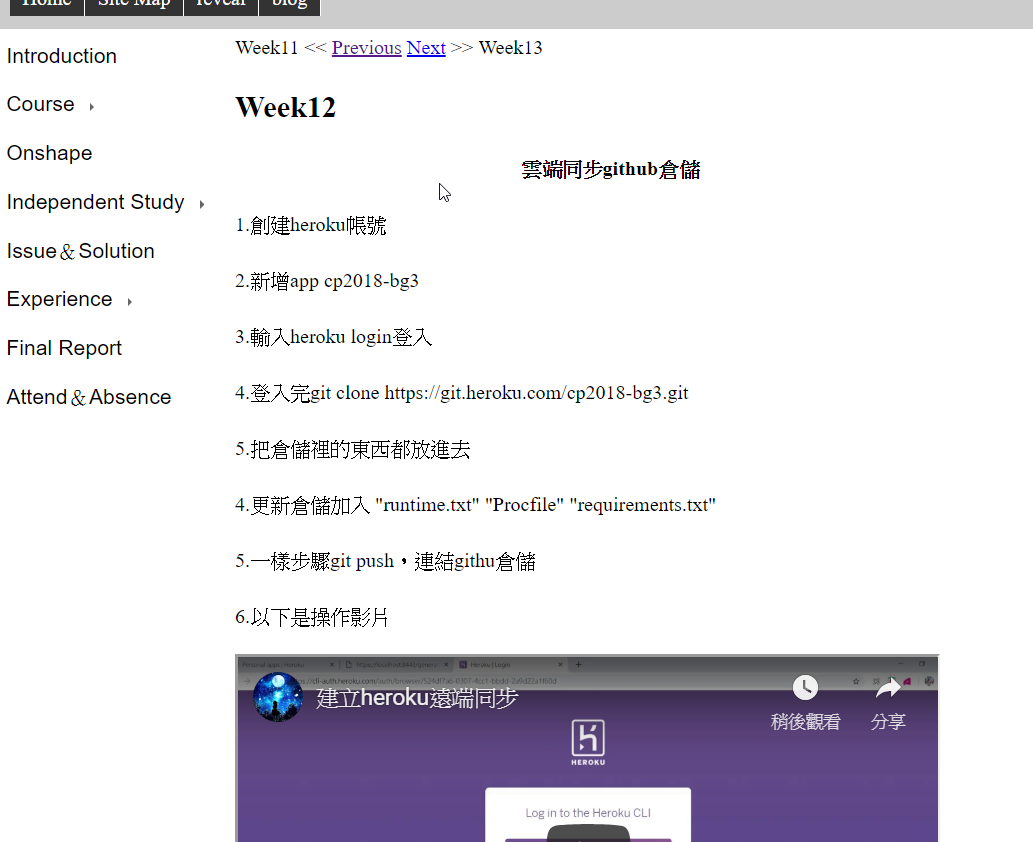 Home Site Map reveal blog
Introduction
Course
Onshape
Independent Study
Issue＆Solution
Experience
Final Report
Attend＆Absence
Week11 << Previous Next >> Week13
Week12
雲端同步github倉儲
1.創建heroku帳號
2.新增app cp2018-bg3
3.輸入heroku login登入
4.登入完git clone https://git.heroku.com/cp2018-bg3.git
5.把倉儲裡的東西都放進去
4.更新倉儲加入 "runtime.txt" "Procfile" "requirements.txt"
5.一樣步驟git push，連結githu倉儲
6.以下是操作影片
Personal apps | Heroku
Heroku | Login
建立heroku遠端同步
稍後觀看
分享
HEROKU
Log in to the Heroku CLI